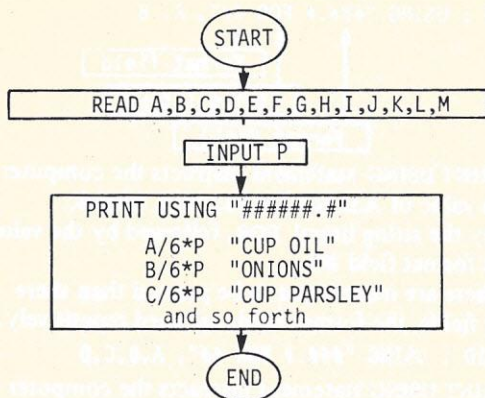 START
READ A,B,C,D,E,F,G,H,I,J,K,L,M
INPUT P
PRINT USING "######.#"
A/6*P "CUP OIL"
B/6*P "ONIONS"
C/6*P "CUP PARSLEY"
and so forth
END